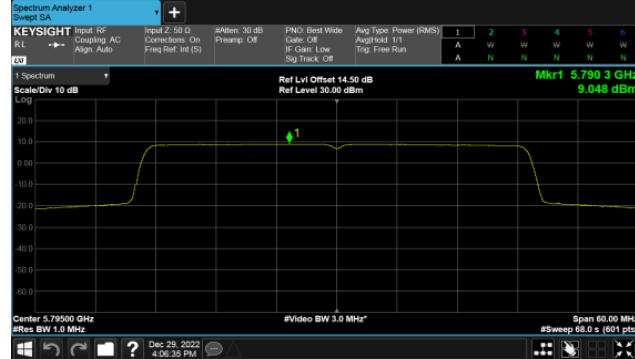 Spectrum Analyzer 1
Swept SA
+
KEYSIGHT
RL
LXI
Input: RF
Coupling: AC
Align: Auto
Input Z: 50 Ω
Corrections: On
Freq Ref: Int (S)
#Atten: 30 dB
Preamp: Off
PNO: Best Wide
Gate: Off
IF Gain: Low
Sig Track: Off
Avg Type: Power (RMS)
Avg|Hold: 1/1
Trig: Free Run
1 2 3 4 5 6
A W W W W W
A N N N N N
1 Spectrum
Scale/Div 10 dB
Log
Ref Lvl Offset 14.50 dB
Ref Level 30.00 dBm
Mkr1 5.790 3 GHz
9.048 dBm
1
20.0
10.0
0.00
-10.0
-20.0
-30.0
-40.0
-50.0
-60.0
Center 5.79500 GHz
#Res BW 1.0 MHz
#Video BW 3.0 MHz*
Span 60.00 MHz
#Sweep 68.0 s (601 pts)
?
Dec 29, 2022
4:06:35 PM